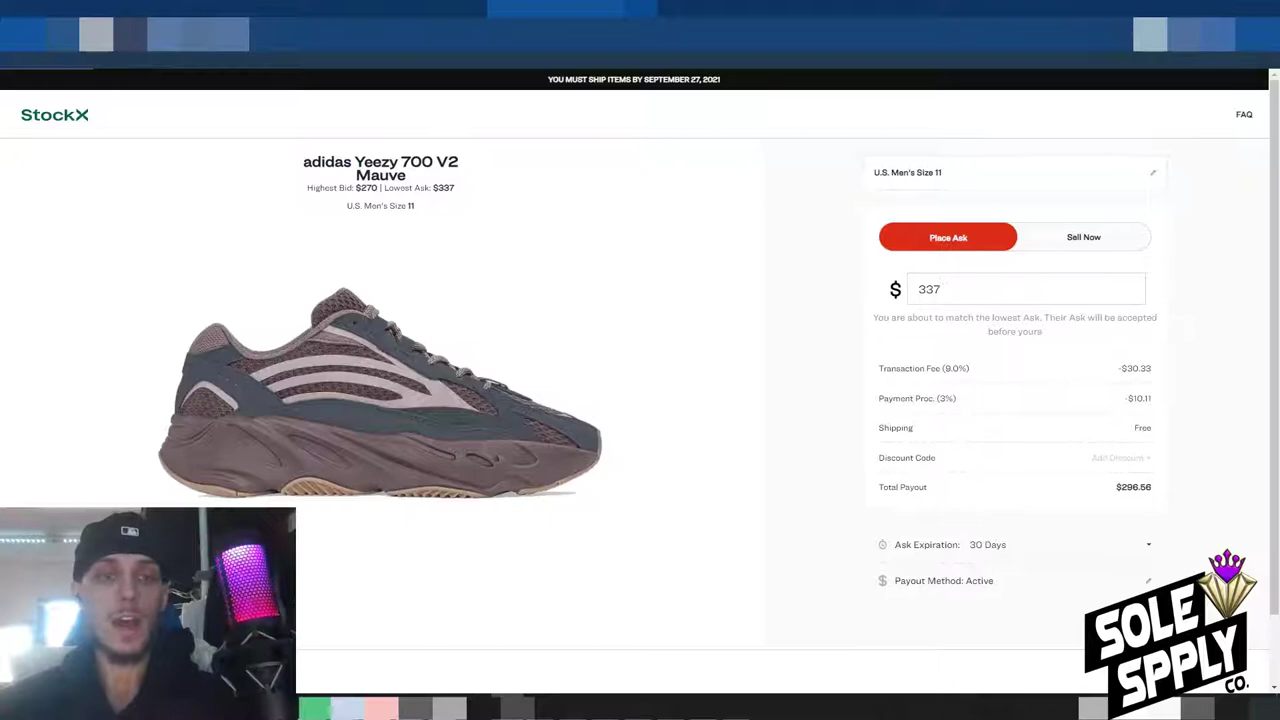 YOU MUST SHIP ITEMS BY SEPTEMBER 27, 2021
StockX
FAQ
adidas Yeezy 700 V2
Mauve
Highest Bid: $270 | Lowest Ask: $337
U.S. Men's Size 11
U.S. Men's Size 11
Place Ask
Sell Now
$ 337
You are about to match the lowest Ask. Their Ask will be accepted
before yours
Transaction Fee (9.0%) -$30.33
Payment Proc. (3%) -$10.11
Shipping Free
Discount Code Add Discount +
Total Payout $296.56
Ask Expiration: 30 Days
$ Payout Method: Active
SOLE
SPPLY
CO.